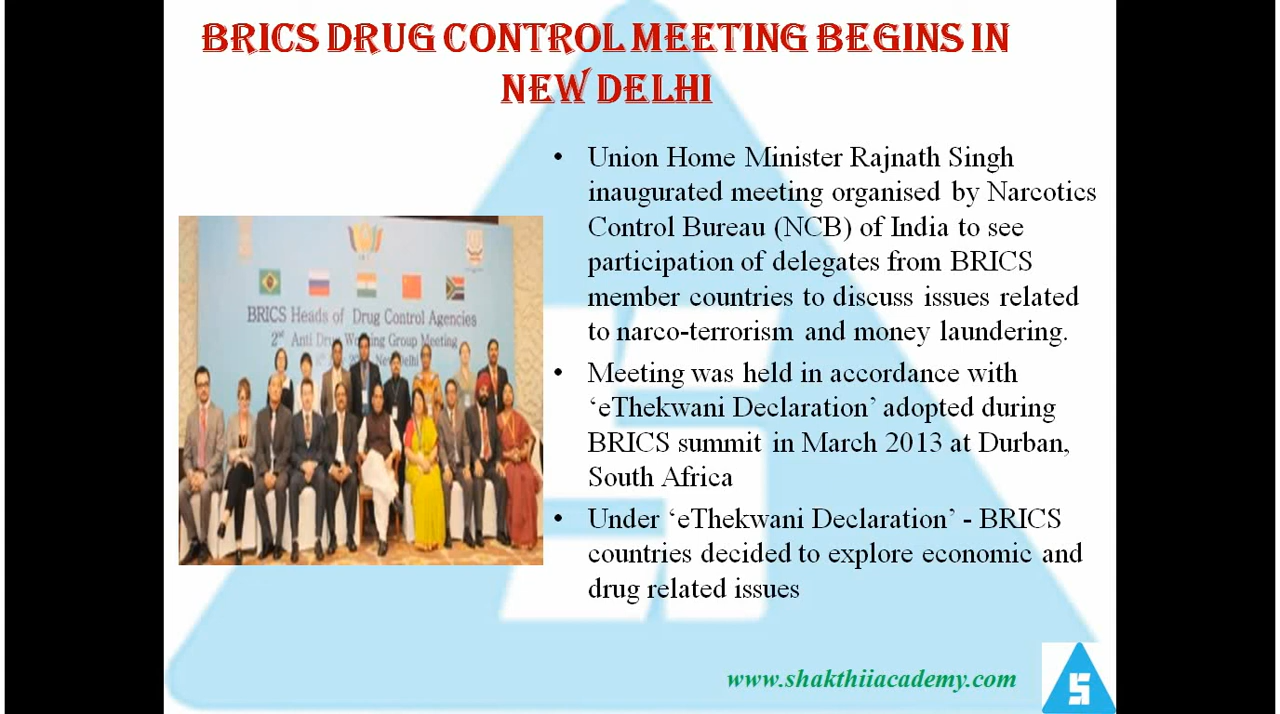 BRICS DRUG CONTROL MEETING BEGINS IN
NEW DELHI
• Union Home Minister Rajnath Singh
inaugurated meeting organised by Narcotics
Control Bureau (NCB) of India to see
participation of delegates from BRICS
member countries to discuss issues related
to narco-terrorism and money laundering.
• Meeting was held in accordance with
‘eThekwani Declaration’ adopted during
BRICS summit in March 2013 at Durban,
South Africa
• Under ‘eThekwani Declaration’ - BRICS
countries decided to explore economic and
drug related issues
BRICS Heads of Drug Control Agencies
2nd Anti Drug Working Group Meeting
New Delhi
www.shakthiiacademy.com
S